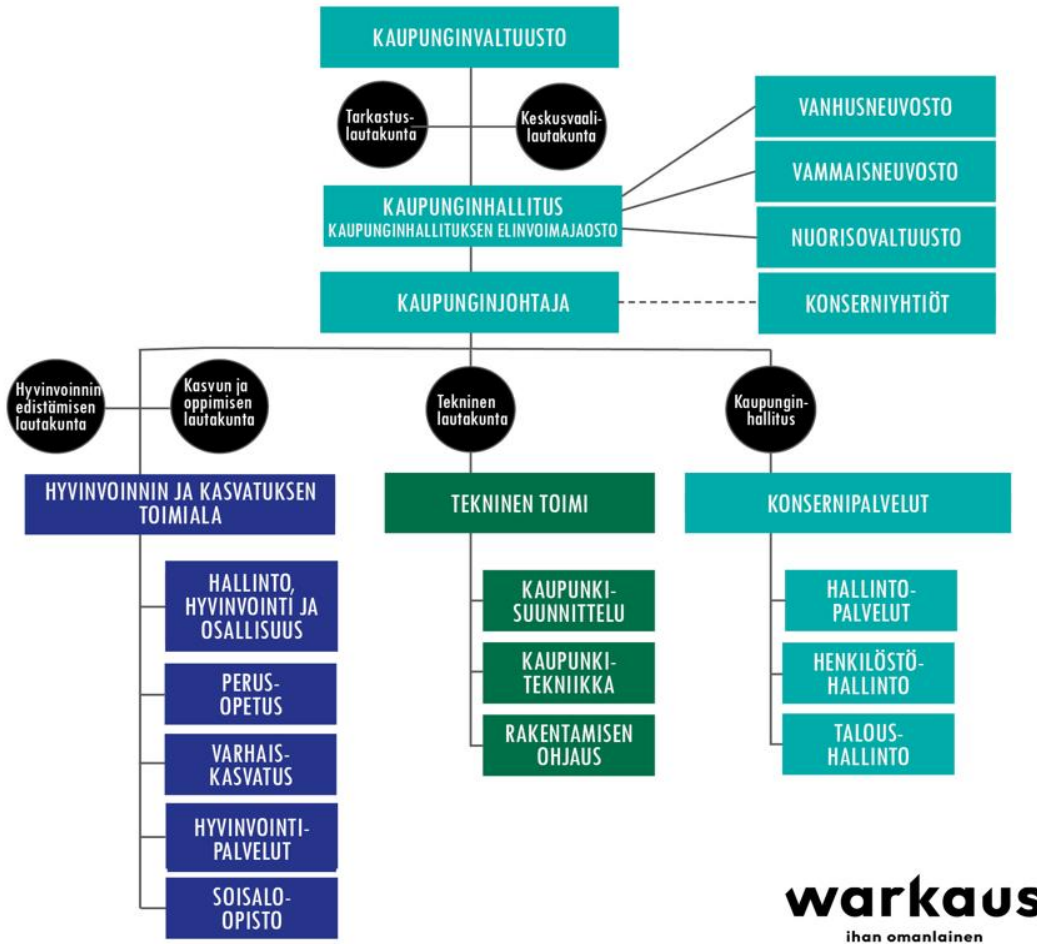 KAUPUNGINVALTUUSTO
Tarkastus-
lautakunta
Keskusvaali-
lautakunta
VANHUSNEUVOSTO
VAMMAISNEUVOSTO
KAUPUNGINHALLITUS
KAUPUNGINHALLITUKSEN ELINVOIMAJAOSTO
NUORISOVALTUUSTO
KAUPUNGINJOHTAJA
KONSERNIYHTIÖT
Hyvinvoinnin
edistämisen
lautakunta
Kasvun ja
oppimisen
lautakunta
Tekninen
lautakunta
Kaupungin-
hallitus
HYVINVOINNIN JA KASVATUKSEN
TOIMIALA
TEKNINEN TOIMI
KONSERNIPALVELUT
HALLINTO,
HYVINVOINTI JA
OSALLISUUS
PERUS-
OPETUS
VARHAIS-
KASVATUS
HYVINVOINTI-
PALVELUT
SOISALO-
OPISTO
KAUPUNKI-
SUUNNITTELU
KAUPUNKI-
TEKNIIKKA
RAKENTAMISEN
OHJAUS
HALLINTO-
PALVELUT
HENKILÖSTÖ-
HALLINTO
TALOUS-
HALLINTO
warkaus
ihan omanlainen